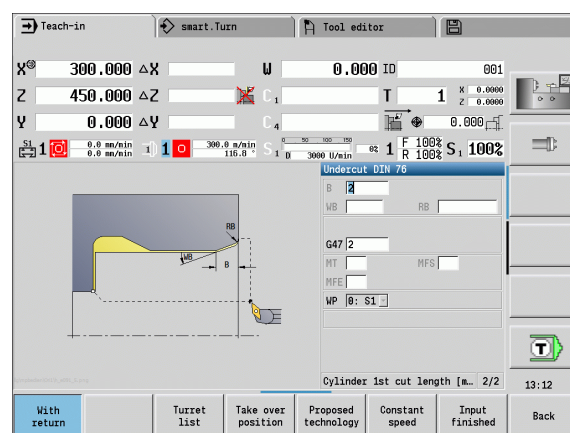 Teach-in smart.Turn Tool editor
X 300.000 ΔX W 0.000 ID 001
Z 450.000 ΔZ C 1 T 1 X 0.0000 Z 0.0000
Y 0.000 ΔY C 4 0.000
S1 1 0.0 mm/min 0.0 mm/min 1 1 300.0 m/min 116.8 ° S 1 0 50 100 150 0% D 3000 U/min 1 F 100% R 100% S 1 100%
Undercut DIN 76
B 2
WB RB
G47 2
MT MFS
MFE
WP 0: S1
RB
WB
B
Cylinder 1st cut length [m… 2/2
13:12
T
With return
Turret list
Take over position
Proposed technology
Constant speed
Input finished
Back